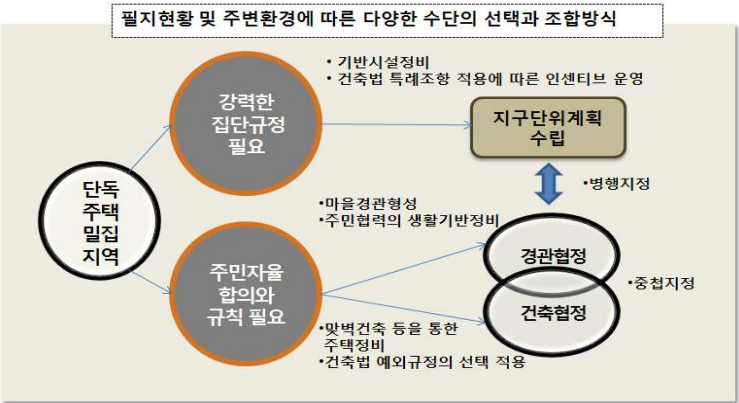 필지현황 및 주변환경에 따른 다양한 수단의 선택과 조합방식
• 기반시설정비
• 건축법 특례조항 적용에 따른 인센티브 운영
강력한
집단규정
필요
지구단위계획
수립
•병행지정
단독
주택
밀집
지역
•마을경관형성
•주민협력의 생활기반정비
주민자율
합의와
규칙 필요
경관협정
•중첩지정
건축협정
•맞벽건축 등을 통한
주택정비
•건축법 예외규정의 선택 적용